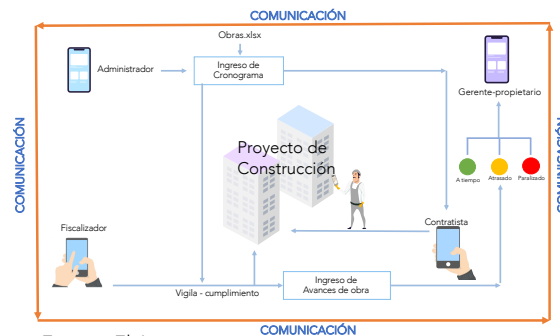 COMUNICACIÓN
Obras.xlsx
Administrador
Ingreso de
Cronograma
Gerente-propietario
COMUNICACIÓN
COMUNICACIÓN
Proyecto de
Construcción
A tiempo
Atrasado
Paralizado
Fiscalizador
Contratista
Vigila - cumplimiento
Ingreso de
Avances de obra
COMUNICACIÓN